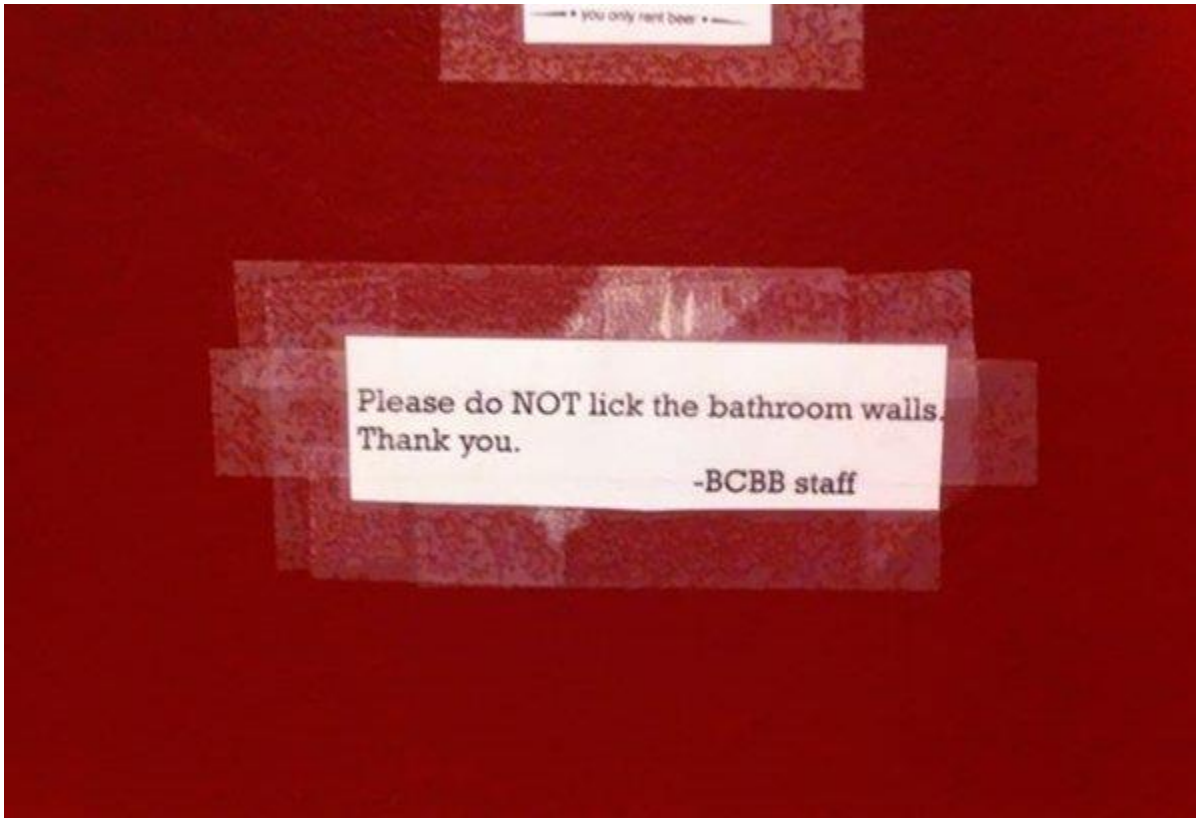 • you only rent beer •
Please do NOT lick the bathroom walls.
Thank you.
-BCBB staff